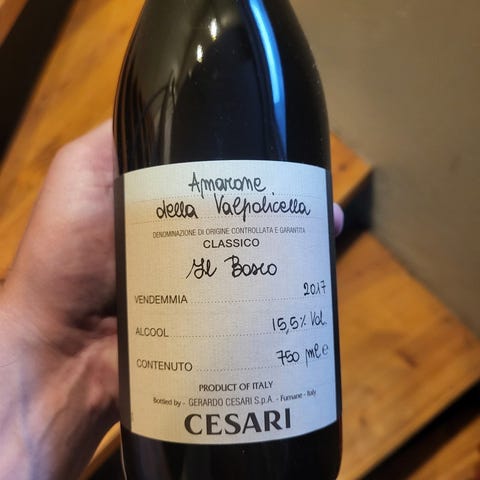 Amarone
della Valpolicella
DENOMINAZIONE DI ORIGINE CONTROLLATA E GARANTITA
CLASSICO
Il Bosco
VENDEMMIA 2017
ALCOOL 15,5% Vol.
CONTENUTO 750 ml e
PRODUCT OF ITALY
Bottled by - GERARDO CESARI S.p.A. - Fumane - Italy
CESARI